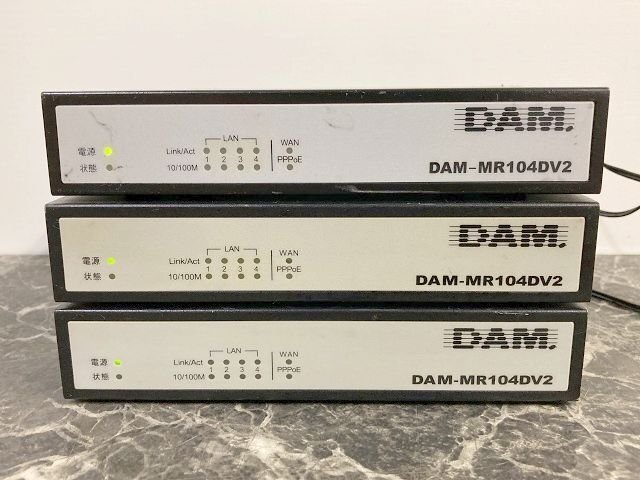 DAM.
LAN
電源 Link/Act WAN
1 2 3 4
状態 10/100M PPPoE
DAM-MR104DV2
DAM.
LAN
電源 Link/Act WAN
1 2 3 4
状態 10/100M PPPoE
DAM-MR104DV2
DAM.
LAN
電源 Link/Act WAN
1 2 3 4
状態 10/100M PPPoE
DAM-MR104DV2